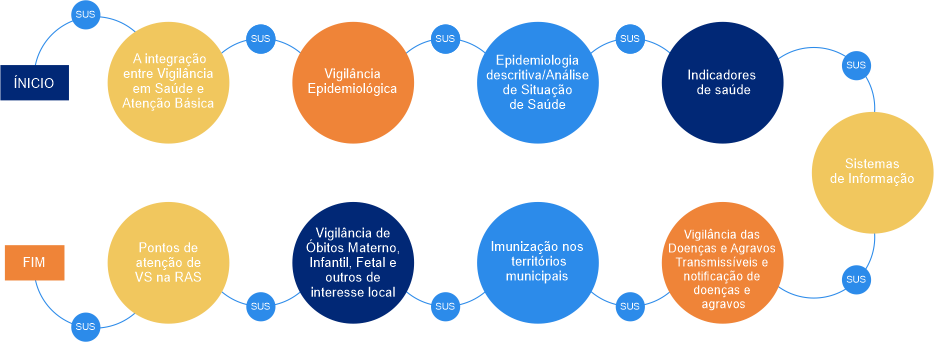 SUS
ÍNICIO
A integração
entre Vigilância
em Saúde e
Atenção Básica
SUS
Vigilância
Epidemiológica
SUS
Epidemiologia
descritiva/Análise
de Situação
de Saúde
SUS
Indicadores
de saúde
SUS
Sistemas
de Informação
SUS
Vigilância das
Doenças e Agravos
Transmissíveis e
notificação de
doenças e
agravos
SUS
Imunização nos
territórios
municipais
SUS
Vigilância de
Óbitos Materno,
Infantil, Fetal e
outros de
interesse local
SUS
Pontos de
atenção de
VS na RAS
SUS
FIM